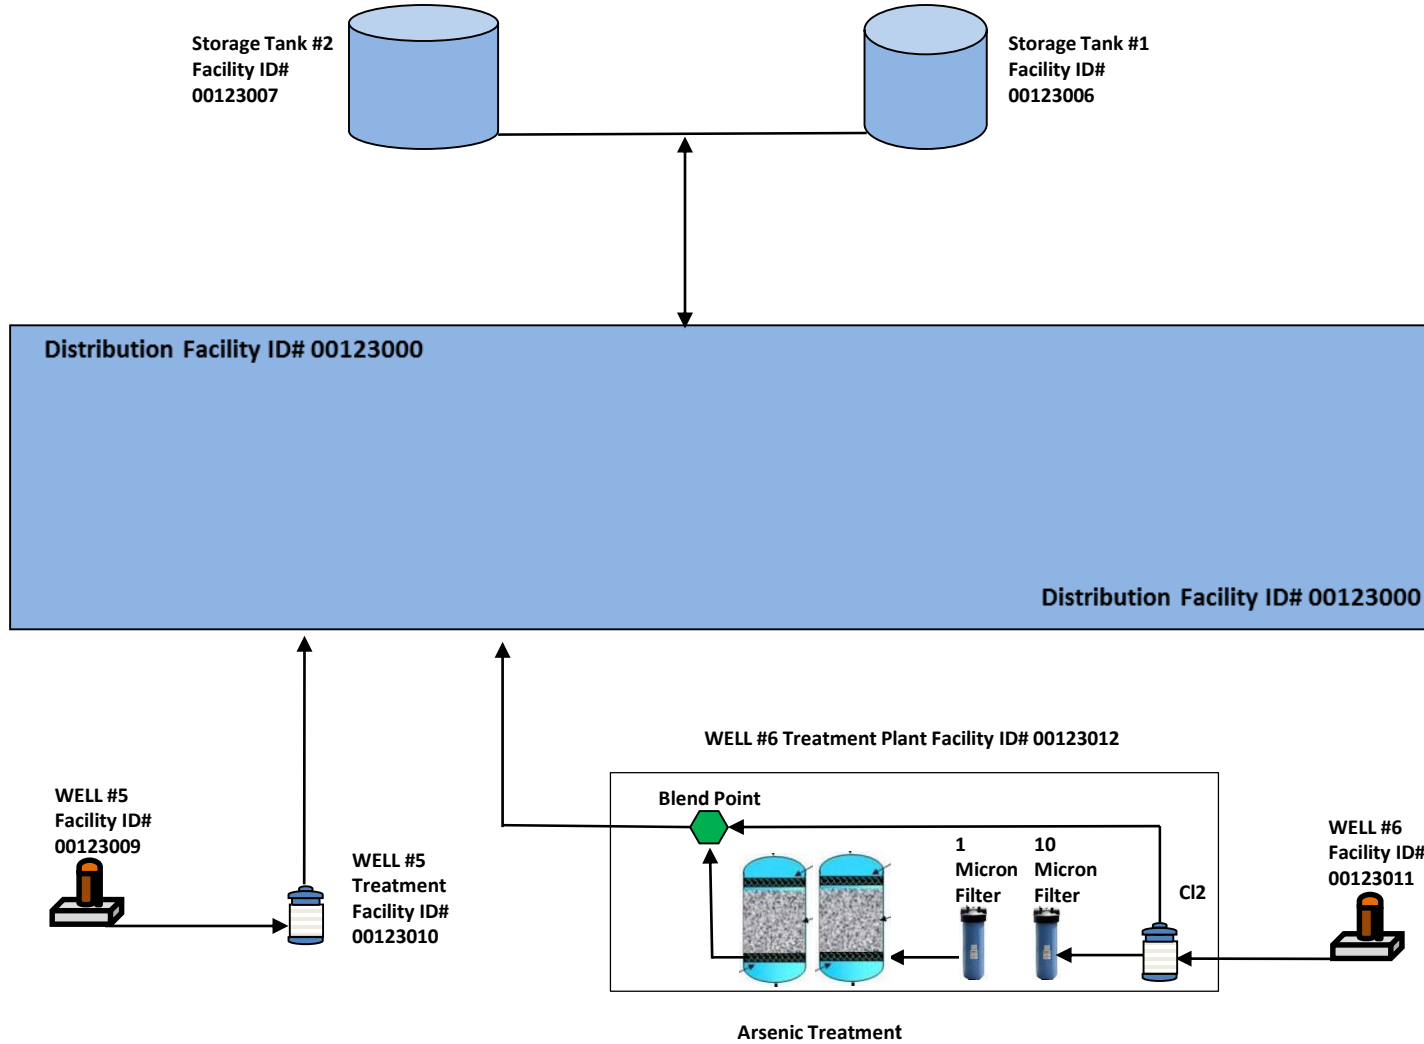 Storage Tank #2
Facility ID#
00123007
Storage Tank #1
Facility ID#
00123006
Distribution Facility ID# 00123000
Distribution Facility ID# 00123000
WELL #6 Treatment Plant Facility ID# 00123012
WELL #5
Facility ID#
00123009
WELL #5
Treatment
Facility ID#
00123010
Blend Point
1
Micron
Filter
10
Micron
Filter
Cl2
WELL #6
Facility ID#
00123011
Arsenic Treatment